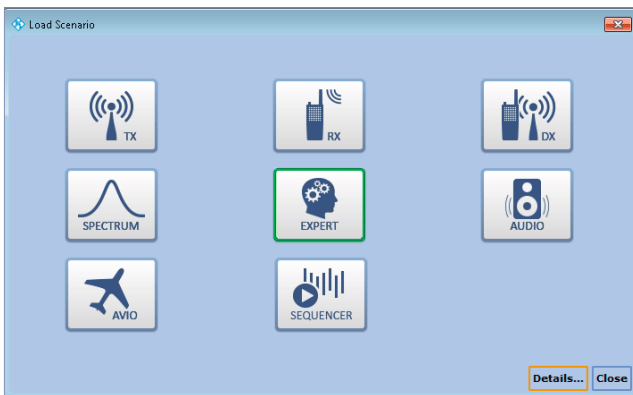 Load Scenario
TX
RX
DX
SPECTRUM
EXPERT
AUDIO
AVIO
SEQUENCER
Details... Close